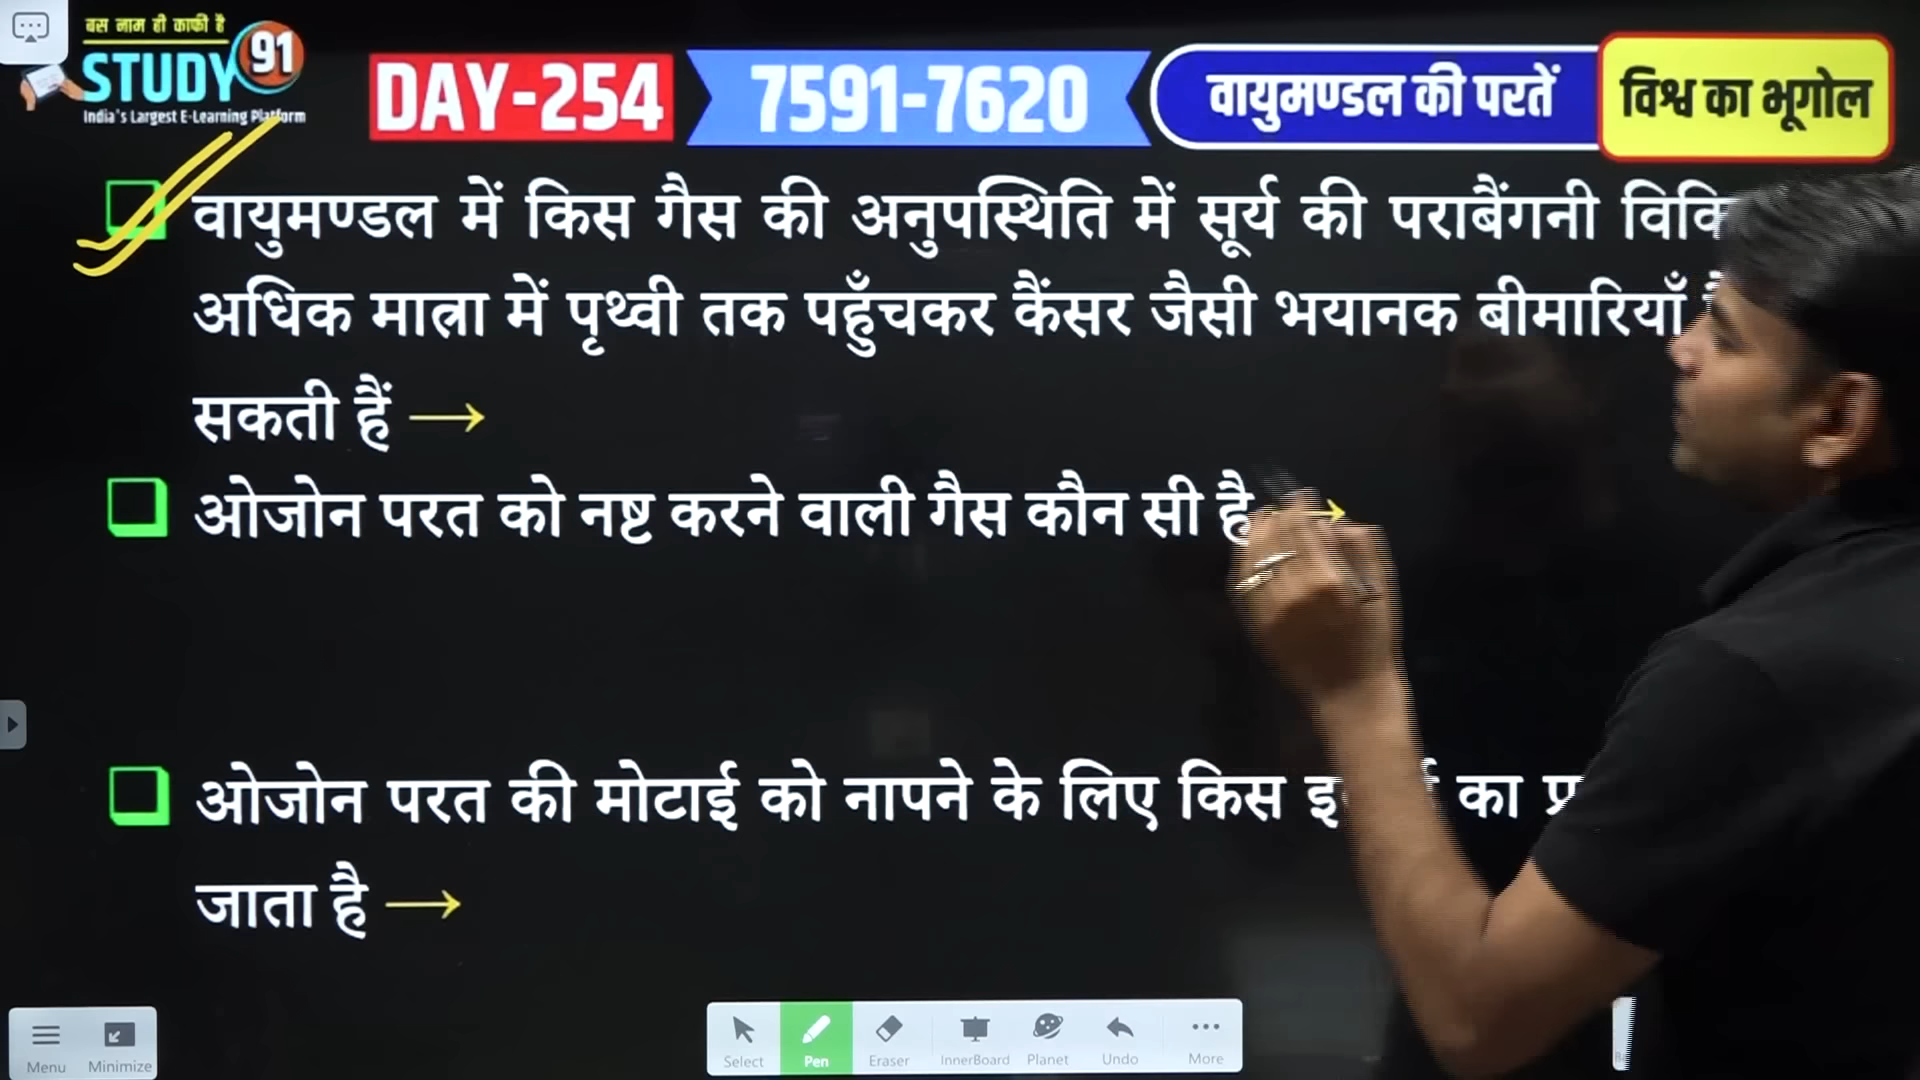 बस नाम ही काफी है
STUDY 91
India's Largest E-Learning Platform
DAY-254
7591-7620
वायुमण्डल की परतें
विश्व का भूगोल
वायुमण्डल में किस गैस की अनुपस्थिति में सूर्य की पराबैंगनी
अधिक मात्रा में पृथ्वी तक पहुँचकर कैंसर जैसी भयानक बीमारियाँ
सकती हैं →
ओजोन परत को नष्ट करने वाली गैस कौन सी है →
ओजोन परत की मोटाई को नापने के लिए किस का
जाता है →
Menu Minimize Select Pen Eraser InnerBoard Planet Undo More